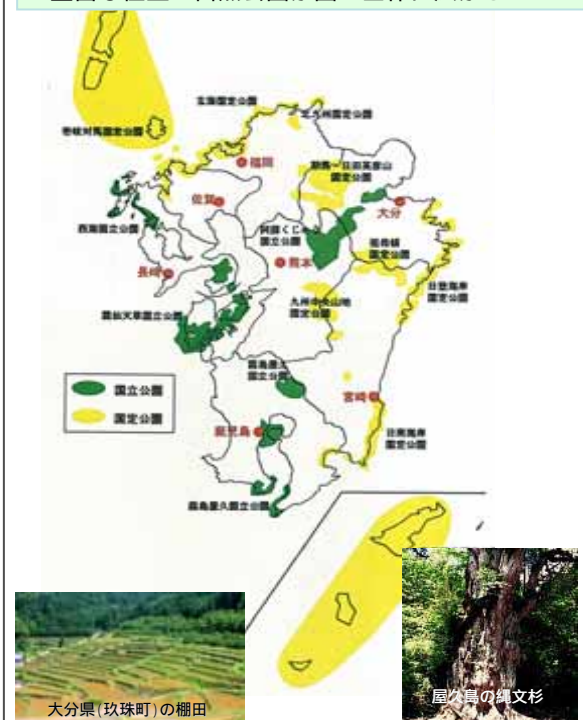 玄海国定公園
北九州国定公園
壱岐対馬国定公園
福岡
耶馬日田英彦山
国定公園
佐賀
大分
西海国立公園
阿蘇くじゅう
国立公園
祖母傾
国定公園
熊本
長崎
日豊海岸
国定公園
九州中央山地
国定公園
雲仙天草国立公園
霧島屋久
国立公園
国立公園
国定公園
宮崎
鹿児島
日南海岸
国定公園
霧島屋久国立公園
大分県(玖珠町)の棚田
屋久島の縄文杉